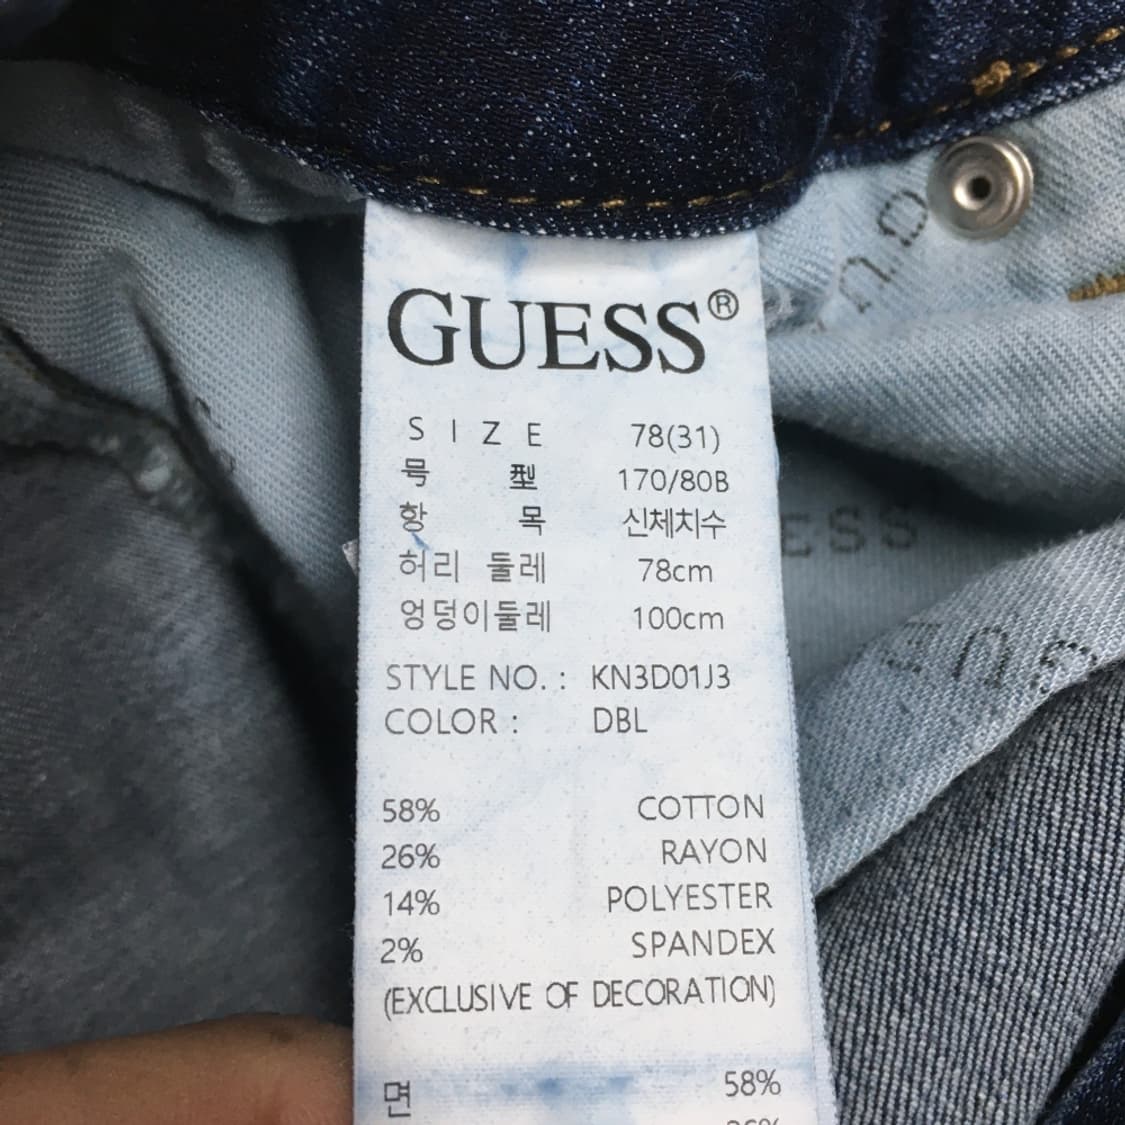 GUESS®
SIZE 78(31)
号型 170/80B
항목 신체치수
허리 둘레 78cm
엉덩이둘레 100cm
STYLE NO. : KN3D01J3
COLOR : DBL
58% COTTON
26% RAYON
14% POLYESTER
2% SPANDEX
(EXCLUSIVE OF DECORATION)
면 58%